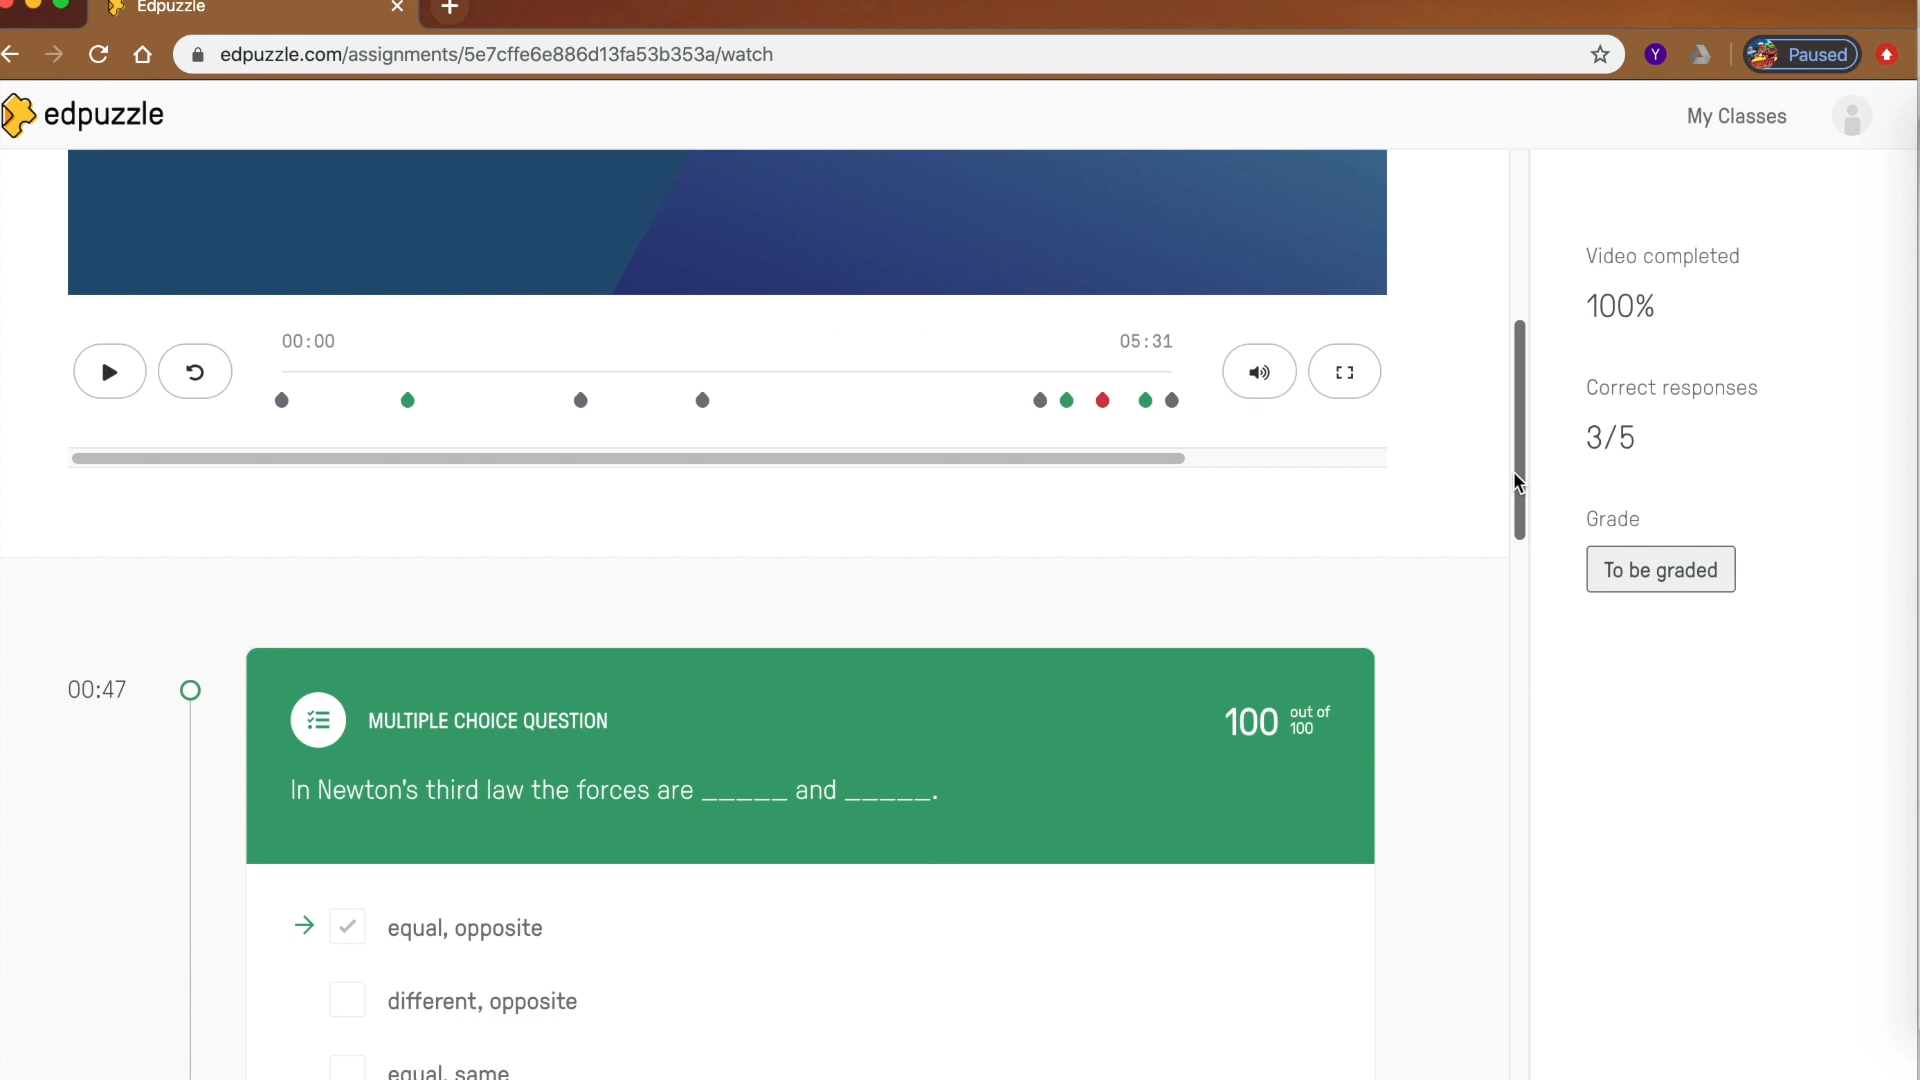 Edpuzzle
edpuzzle.com/assignments/5e7cffe6e886d13fa53b353a/watch
Y
Paused
edpuzzle
My Classes
00:00
05:31
Video completed
100%
Correct responses
3/5
Grade
To be graded
00:47
MULTIPLE CHOICE QUESTION
100 out of 100
In Newton's third law the forces are _____ and _____.
equal, opposite
different, opposite
equal, same